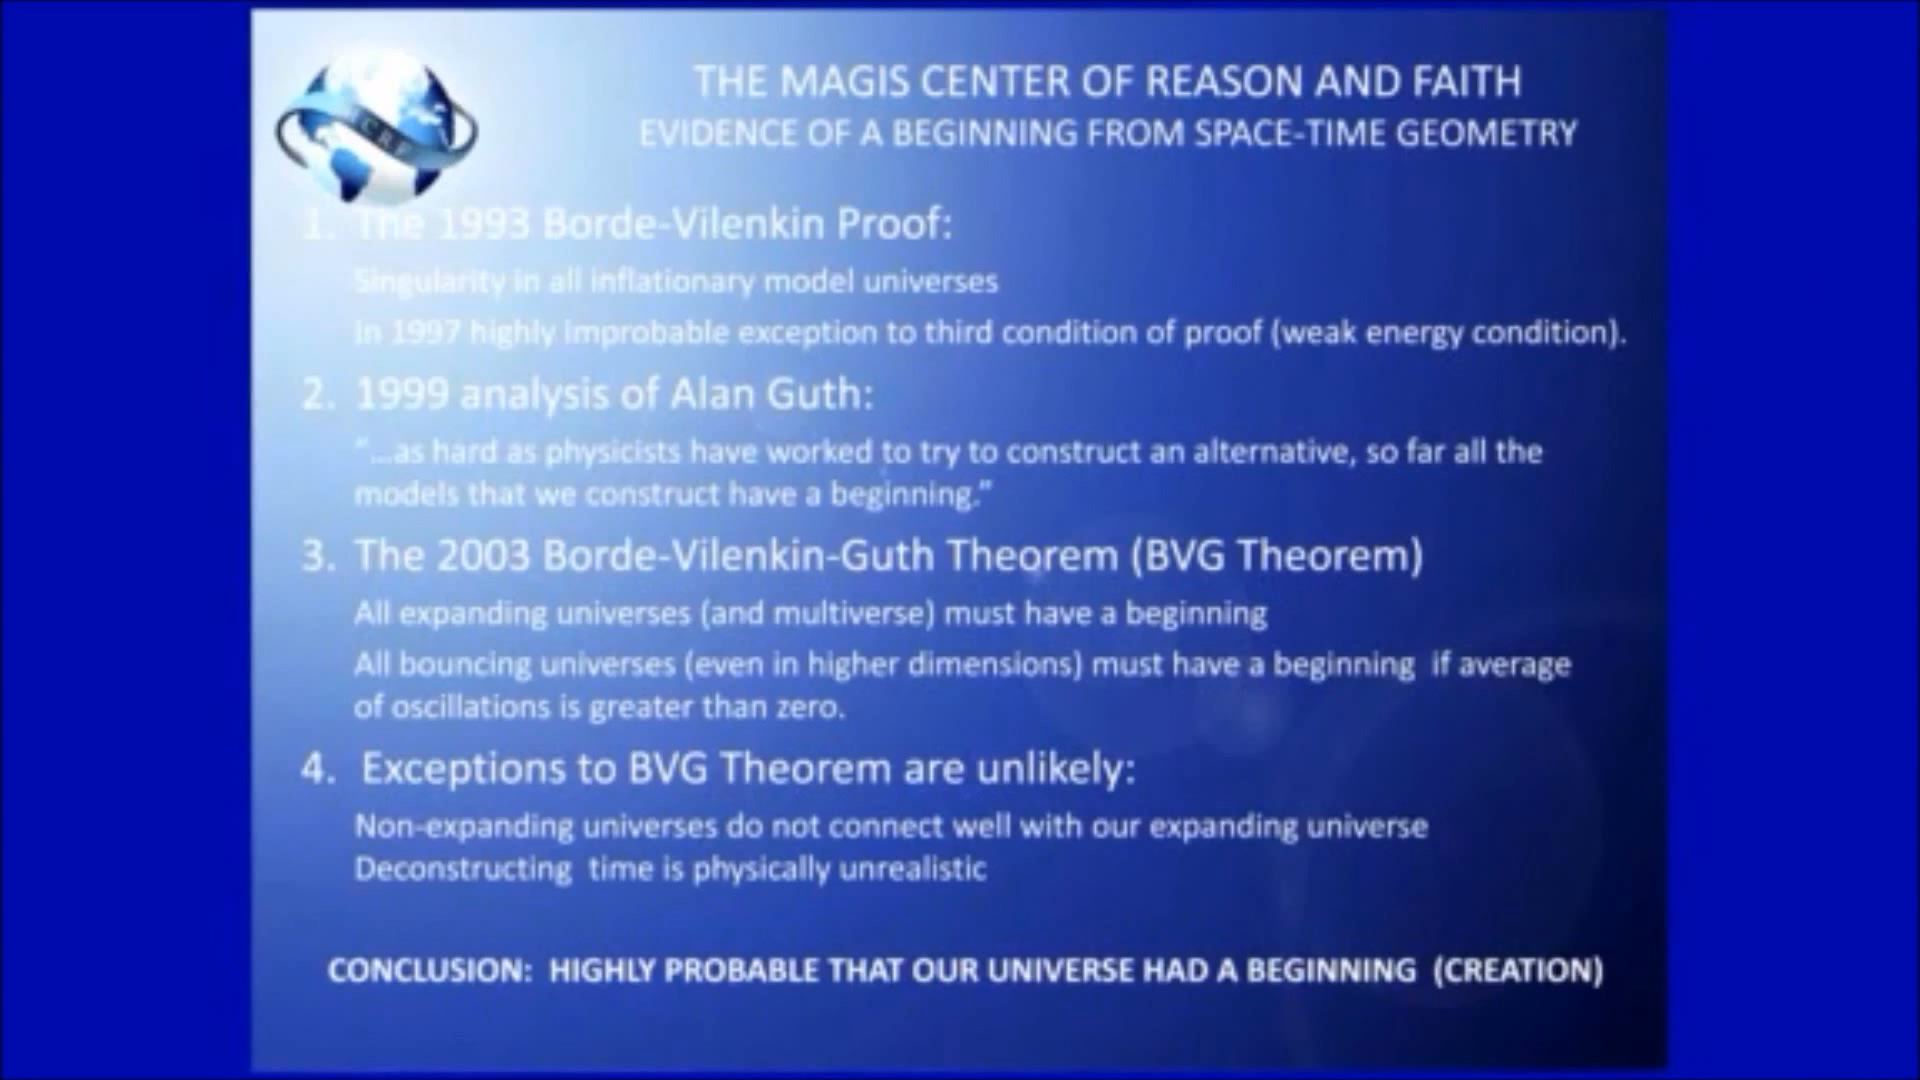 THE MAGIS CENTER OF REASON AND FAITH
EVIDENCE OF A BEGINNING FROM SPACE-TIME GEOMETRY
1. The 1993 Borde-Vilenkin Proof:
Singularity in all inflationary model universes
In 1997 highly improbable exception to third condition of proof (weak energy condition).
2. 1999 analysis of Alan Guth:
"...as hard as physicists have worked to try to construct an alternative, so far all the
models that we construct have a beginning."
3. The 2003 Borde-Vilenkin-Guth Theorem (BVG Theorem)
All expanding universes (and multiverse) must have a beginning
All bouncing universes (even in higher dimensions) must have a beginning if average
of oscillations is greater than zero.
4. Exceptions to BVG Theorem are unlikely:
Non-expanding universes do not connect well with our expanding universe
Deconstructing time is physically unrealistic
CONCLUSION: HIGHLY PROBABLE THAT OUR UNIVERSE HAD A BEGINNING (CREATION)